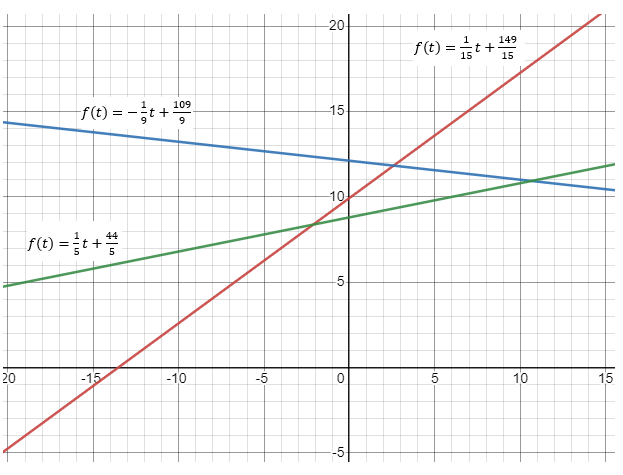 20
f(t) = 1/15 t + 149/15
15
f(t) = −1/9 t + 109/9
10
f(t) = 1/5 t + 44/5
5
20 -15 -10 -5 0 5 10 15
-5